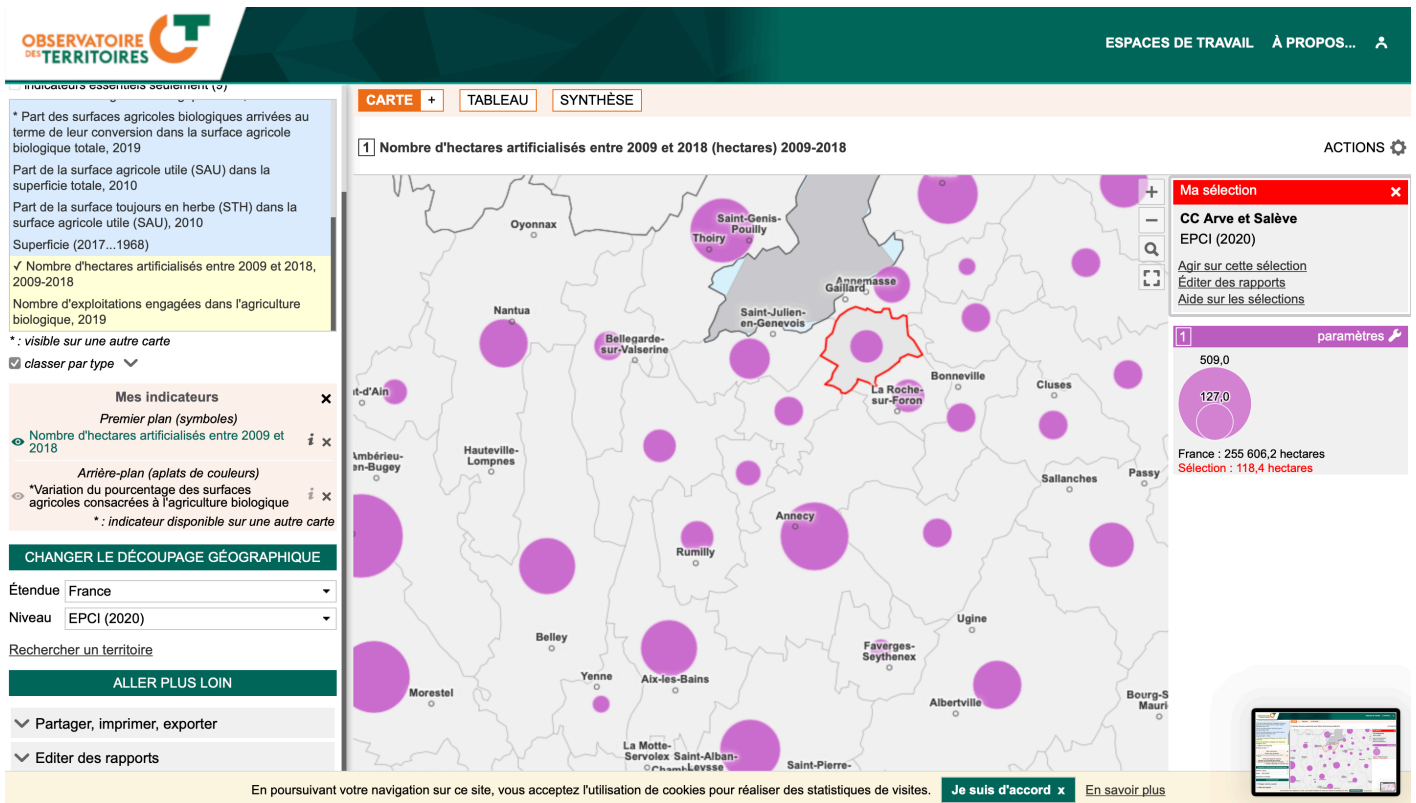 OBSERVATOIRE
DES TERRITOIRES
ESPACES DE TRAVAIL
À PROPOS...
Indicateurs essentiels seulement (9)
* Part des surfaces agricoles biologiques arrivées au
terme de leur conversion dans la surface agricole
biologique totale, 2019
Part de la surface agricole utile (SAU) dans la
superficie totale, 2010
Part de la surface toujours en herbe (STH) dans la
surface agricole utile (SAU), 2010
Superficie (2017...1968)
✓ Nombre d'hectares artificialisés entre 2009 et 2018,
2009-2018
Nombre d'exploitations engagées dans l'agriculture
biologique, 2019
* : visible sur une autre carte
classer par type
Mes indicateurs
Premier plan (symboles)
Nombre d'hectares artificialisés entre 2009 et
2018
Arrière-plan (aplats de couleurs)
*Variation du pourcentage des surfaces
agricoles consacrées à l'agriculture biologique
* : indicateur disponible sur une autre carte
CHANGER LE DÉCOUPAGE GÉOGRAPHIQUE
Étendue France
Niveau EPCI (2020)
Rechercher un territoire
ALLER PLUS LOIN
Partager, imprimer, exporter
Editer des rapports
CARTE +
TABLEAU
SYNTHÈSE
1 Nombre d'hectares artificialisés entre 2009 et 2018 (hectares) 2009-2018
ACTIONS
Oyonnax
Saint-Genis-
Pouilly
Thoiry
Annemasse
Gaillard
Nantua
Saint-Julien-
en-Genevois
Bellegarde-
sur-Valserine
Bonneville
Cluses
La Roche-
sur-Foron
t-d'Ain
Hauteville-
Lompnes
Ambérieu-
en-Bugey
Sallanches
Passy
Annecy
Rumilly
Ugine
Belley
Faverges-
Seythenex
Yenne
Aix-les-Bains
Morestel
Albertville
Bourg-S
Mauri
La Motte-
Servolex
Saint-Alban-
Leysse
Saint-Pierre-
+
−
Ma sélection
CC Arve et Salève
EPCI (2020)
Agir sur cette sélection
Éditer des rapports
Aide sur les sélections
1 paramètres
509,0
127,0
France : 255 606,2 hectares
Sélection : 118,4 hectares
En poursuivant votre navigation sur ce site, vous acceptez l'utilisation de cookies pour réaliser des statistiques de visites.
Je suis d'accord x
En savoir plus